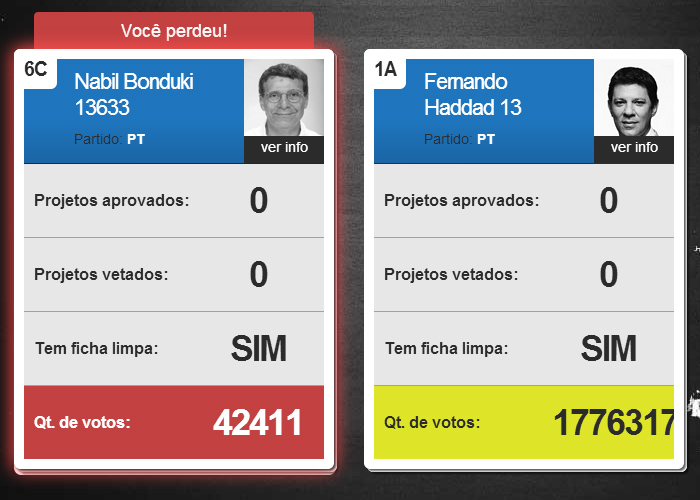 Você perdeu!
6C
Nabil Bonduki
13633
Partido: PT
ver info
Projetos aprovados: 0
Projetos vetados: 0
Tem ficha limpa: SIM
Qt. de votos: 42411
1A
Fernando
Haddad 13
Partido: PT
ver info
Projetos aprovados: 0
Projetos vetados: 0
Tem ficha limpa: SIM
Qt. de votos: 1776317